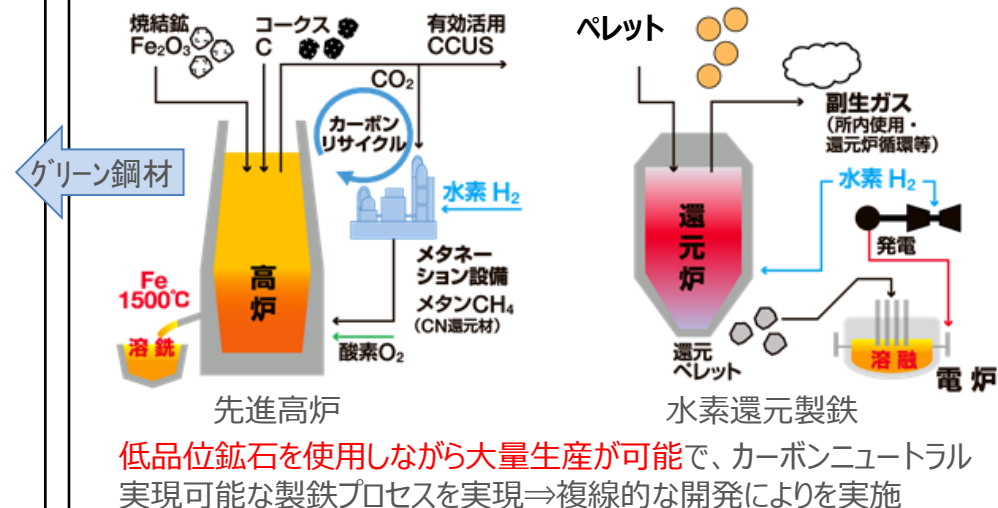 グリーン鋼材
焼結鉱
Fe₂O₃
コークス
C
有効活用
CCUS
CO₂
カーボン
リサイクル
水素 H₂
メタネー
ション設備
メタンCH₄
(CN還元材)
酸素O₂
高炉
Fe
1500℃
溶銑
先進高炉
ペレット
副生ガス
(所内使用・
還元炉循環等)
水素 H₂
発電
還元炉
還元
ペレット
溶融
電炉
水素還元製鉄
低品位鉱石を使用しながら大量生産が可能で、カーボンニュートラル
実現可能な製鉄プロセスを実現⇒複線的な開発によりを実施